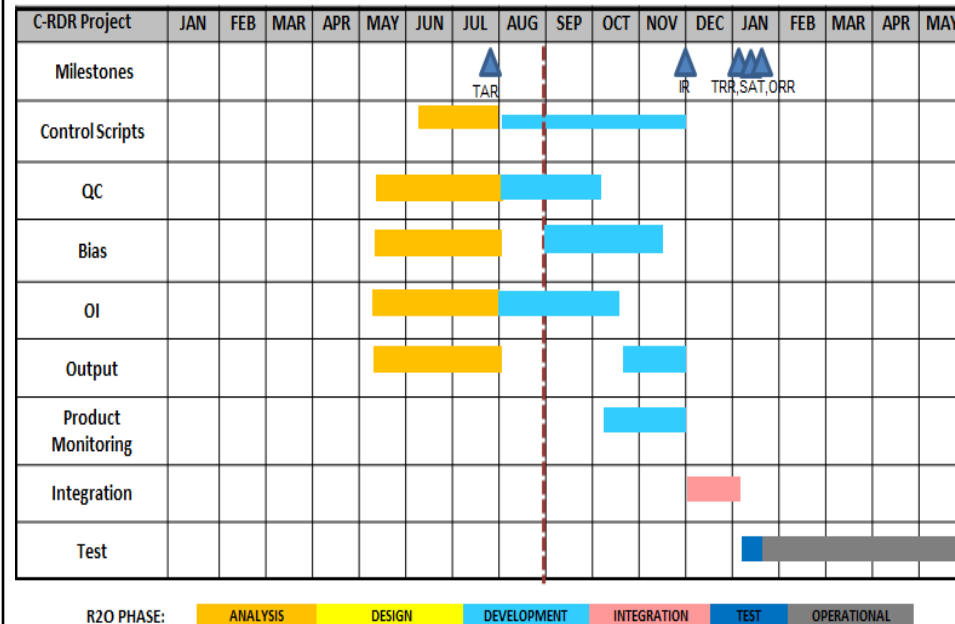 C-RDR Project JAN FEB MAR APR MAY JUN JUL AUG SEP OCT NOV DEC JAN FEB MAR APR MAY
Milestones
TAR IR TRR,SAT,ORR
Control Scripts
QC
Bias
OI
Output
Product
Monitoring
Integration
Test
R2O PHASE: ANALYSIS DESIGN DEVELOPMENT INTEGRATION TEST OPERATIONAL